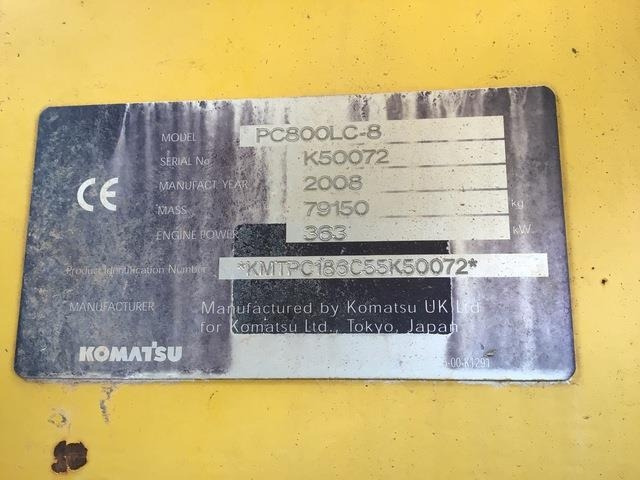 MODEL PC800LC-8
SERIAL No K50072
MANUFACT YEAR 2008
MASS 79150 kg
ENGINE POWER 363 kW
Product Identification Number *KMTPC186C55K50072*
MANUFACTURER Manufactured by Komatsu UK Ltd
for Komatsu Ltd., Tokyo, Japan
CE
KOMATSU